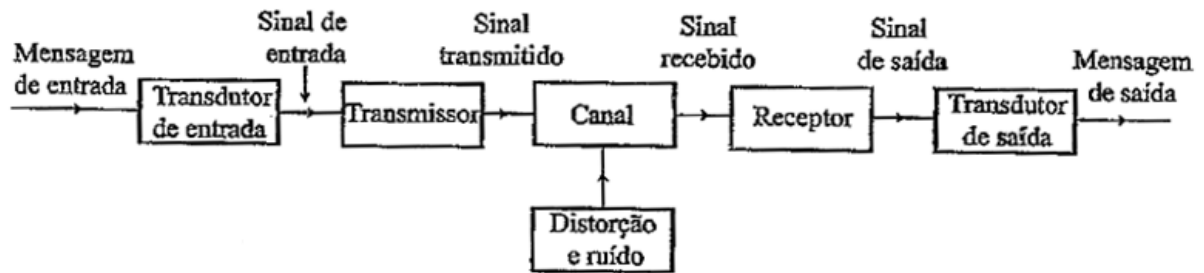 Mensagem
de entrada
Transdutor
de entrada
Sinal de
entrada
Transmissor
Sinal
transmitido
Canal
Distorção
e ruído
Sinal
recebido
Receptor
Sinal
de saída
Transdutor
de saída
Mensagem
de saída